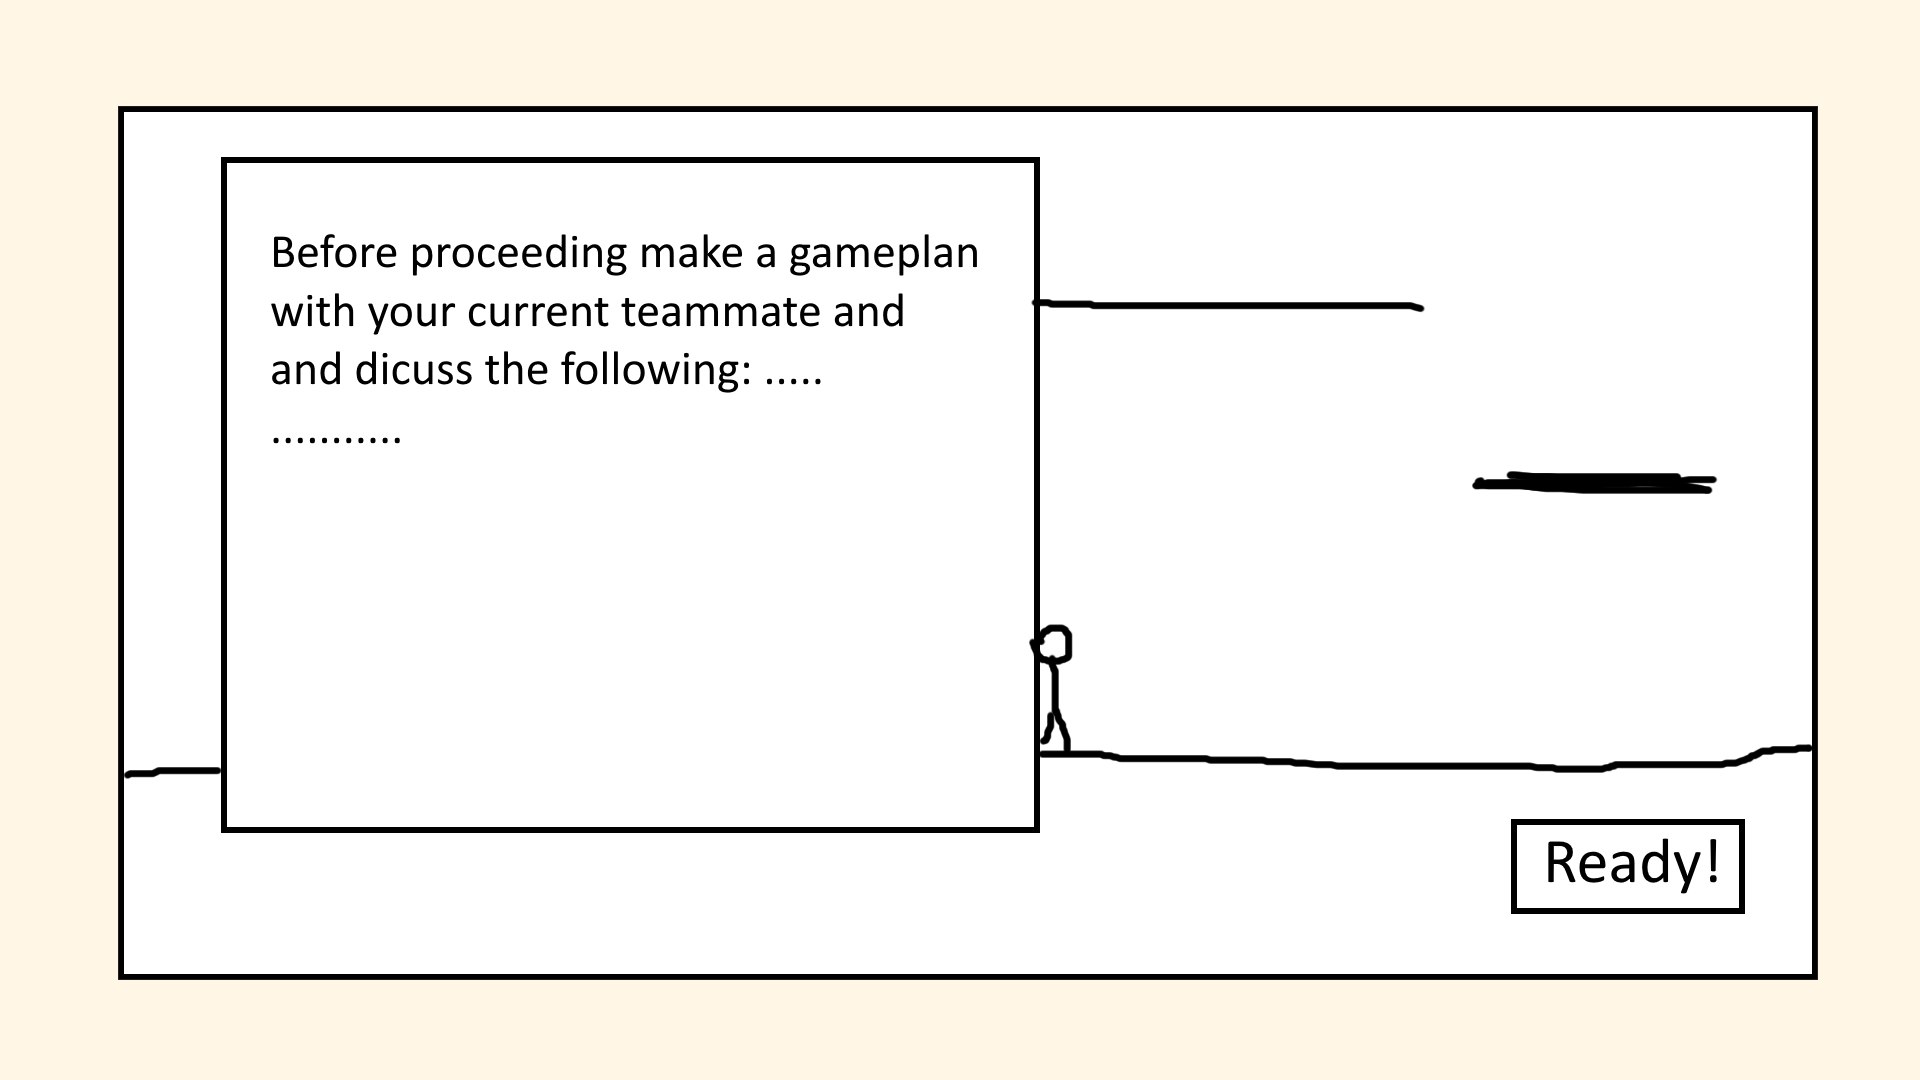 Before proceeding make a gameplan
with your current teammate and
and dicuss the following: .....
...........
Ready!